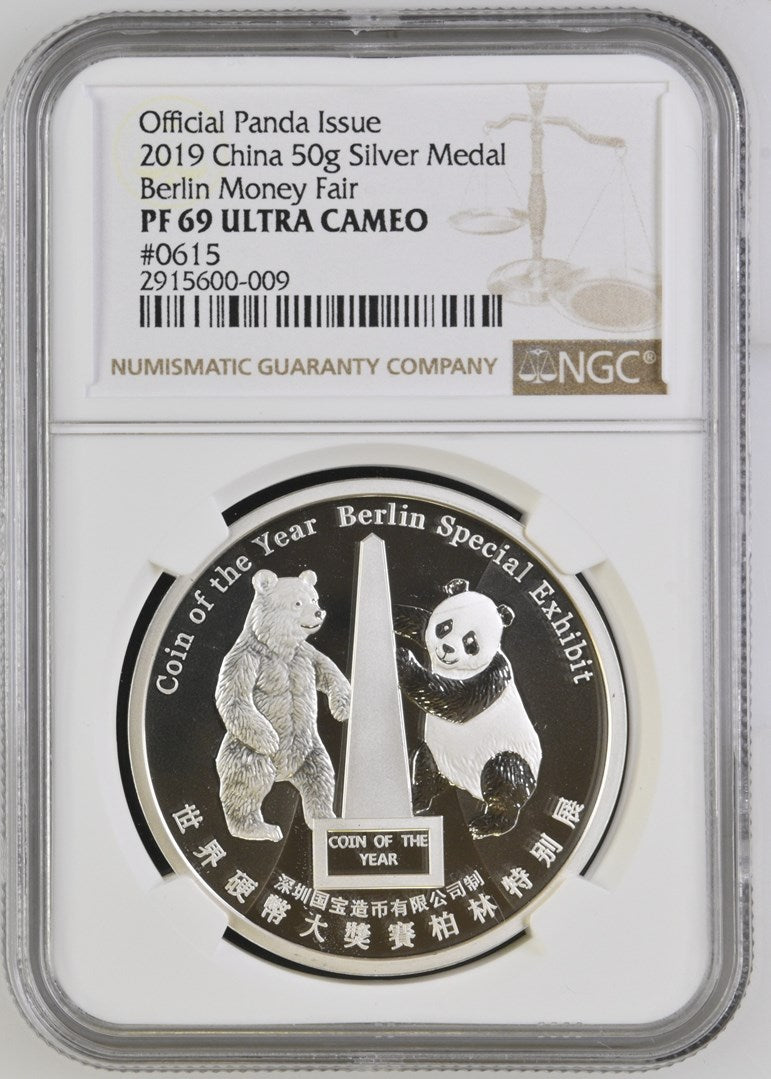 Official Panda Issue
2019 China 50g Silver Medal
Berlin Money Fair
PF 69 ULTRA CAMEO
#0615
2915600-009
NUMISMATIC GUARANTY COMPANY
NGC®
Coin of the Year Berlin Special Exhibit
COIN OF THE
YEAR
深圳国宝造币有限公司制
世界硬幣大獎賽柏林特别展